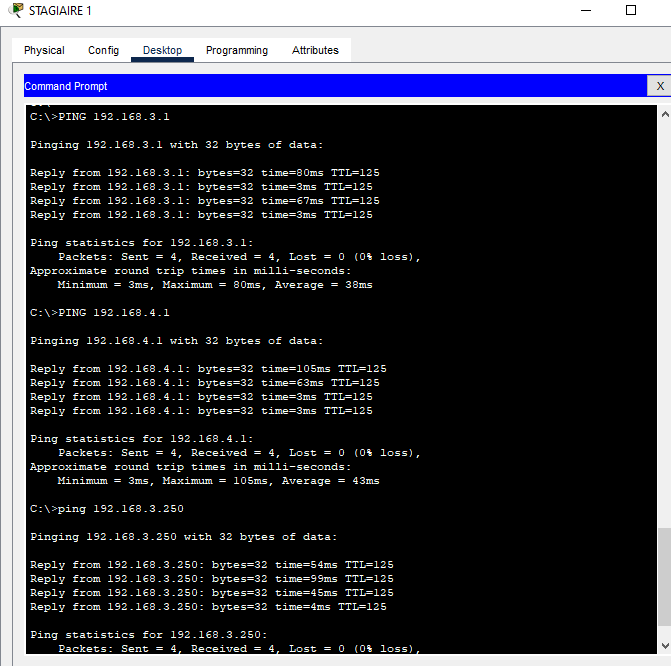 STAGIAIRE 1
Physical Config Desktop Programming Attributes
Command Prompt
X
C:\>PING 192.168.3.1
Pinging 192.168.3.1 with 32 bytes of data:
Reply from 192.168.3.1: bytes=32 time=80ms TTL=125
Reply from 192.168.3.1: bytes=32 time=3ms TTL=125
Reply from 192.168.3.1: bytes=32 time=67ms TTL=125
Reply from 192.168.3.1: bytes=32 time=3ms TTL=125
Ping statistics for 192.168.3.1:
Packets: Sent = 4, Received = 4, Lost = 0 (0% loss),
Approximate round trip times in milli-seconds:
Minimum = 3ms, Maximum = 80ms, Average = 38ms
C:\>PING 192.168.4.1
Pinging 192.168.4.1 with 32 bytes of data:
Reply from 192.168.4.1: bytes=32 time=105ms TTL=125
Reply from 192.168.4.1: bytes=32 time=63ms TTL=125
Reply from 192.168.4.1: bytes=32 time=3ms TTL=125
Reply from 192.168.4.1: bytes=32 time=3ms TTL=125
Ping statistics for 192.168.4.1:
Packets: Sent = 4, Received = 4, Lost = 0 (0% loss),
Approximate round trip times in milli-seconds:
Minimum = 3ms, Maximum = 105ms, Average = 43ms
C:\>ping 192.168.3.250
Pinging 192.168.3.250 with 32 bytes of data:
Reply from 192.168.3.250: bytes=32 time=54ms TTL=125
Reply from 192.168.3.250: bytes=32 time=99ms TTL=125
Reply from 192.168.3.250: bytes=32 time=45ms TTL=125
Reply from 192.168.3.250: bytes=32 time=4ms TTL=125
Ping statistics for 192.168.3.250:
Packets: Sent = 4, Received = 4, Lost = 0 (0% loss),